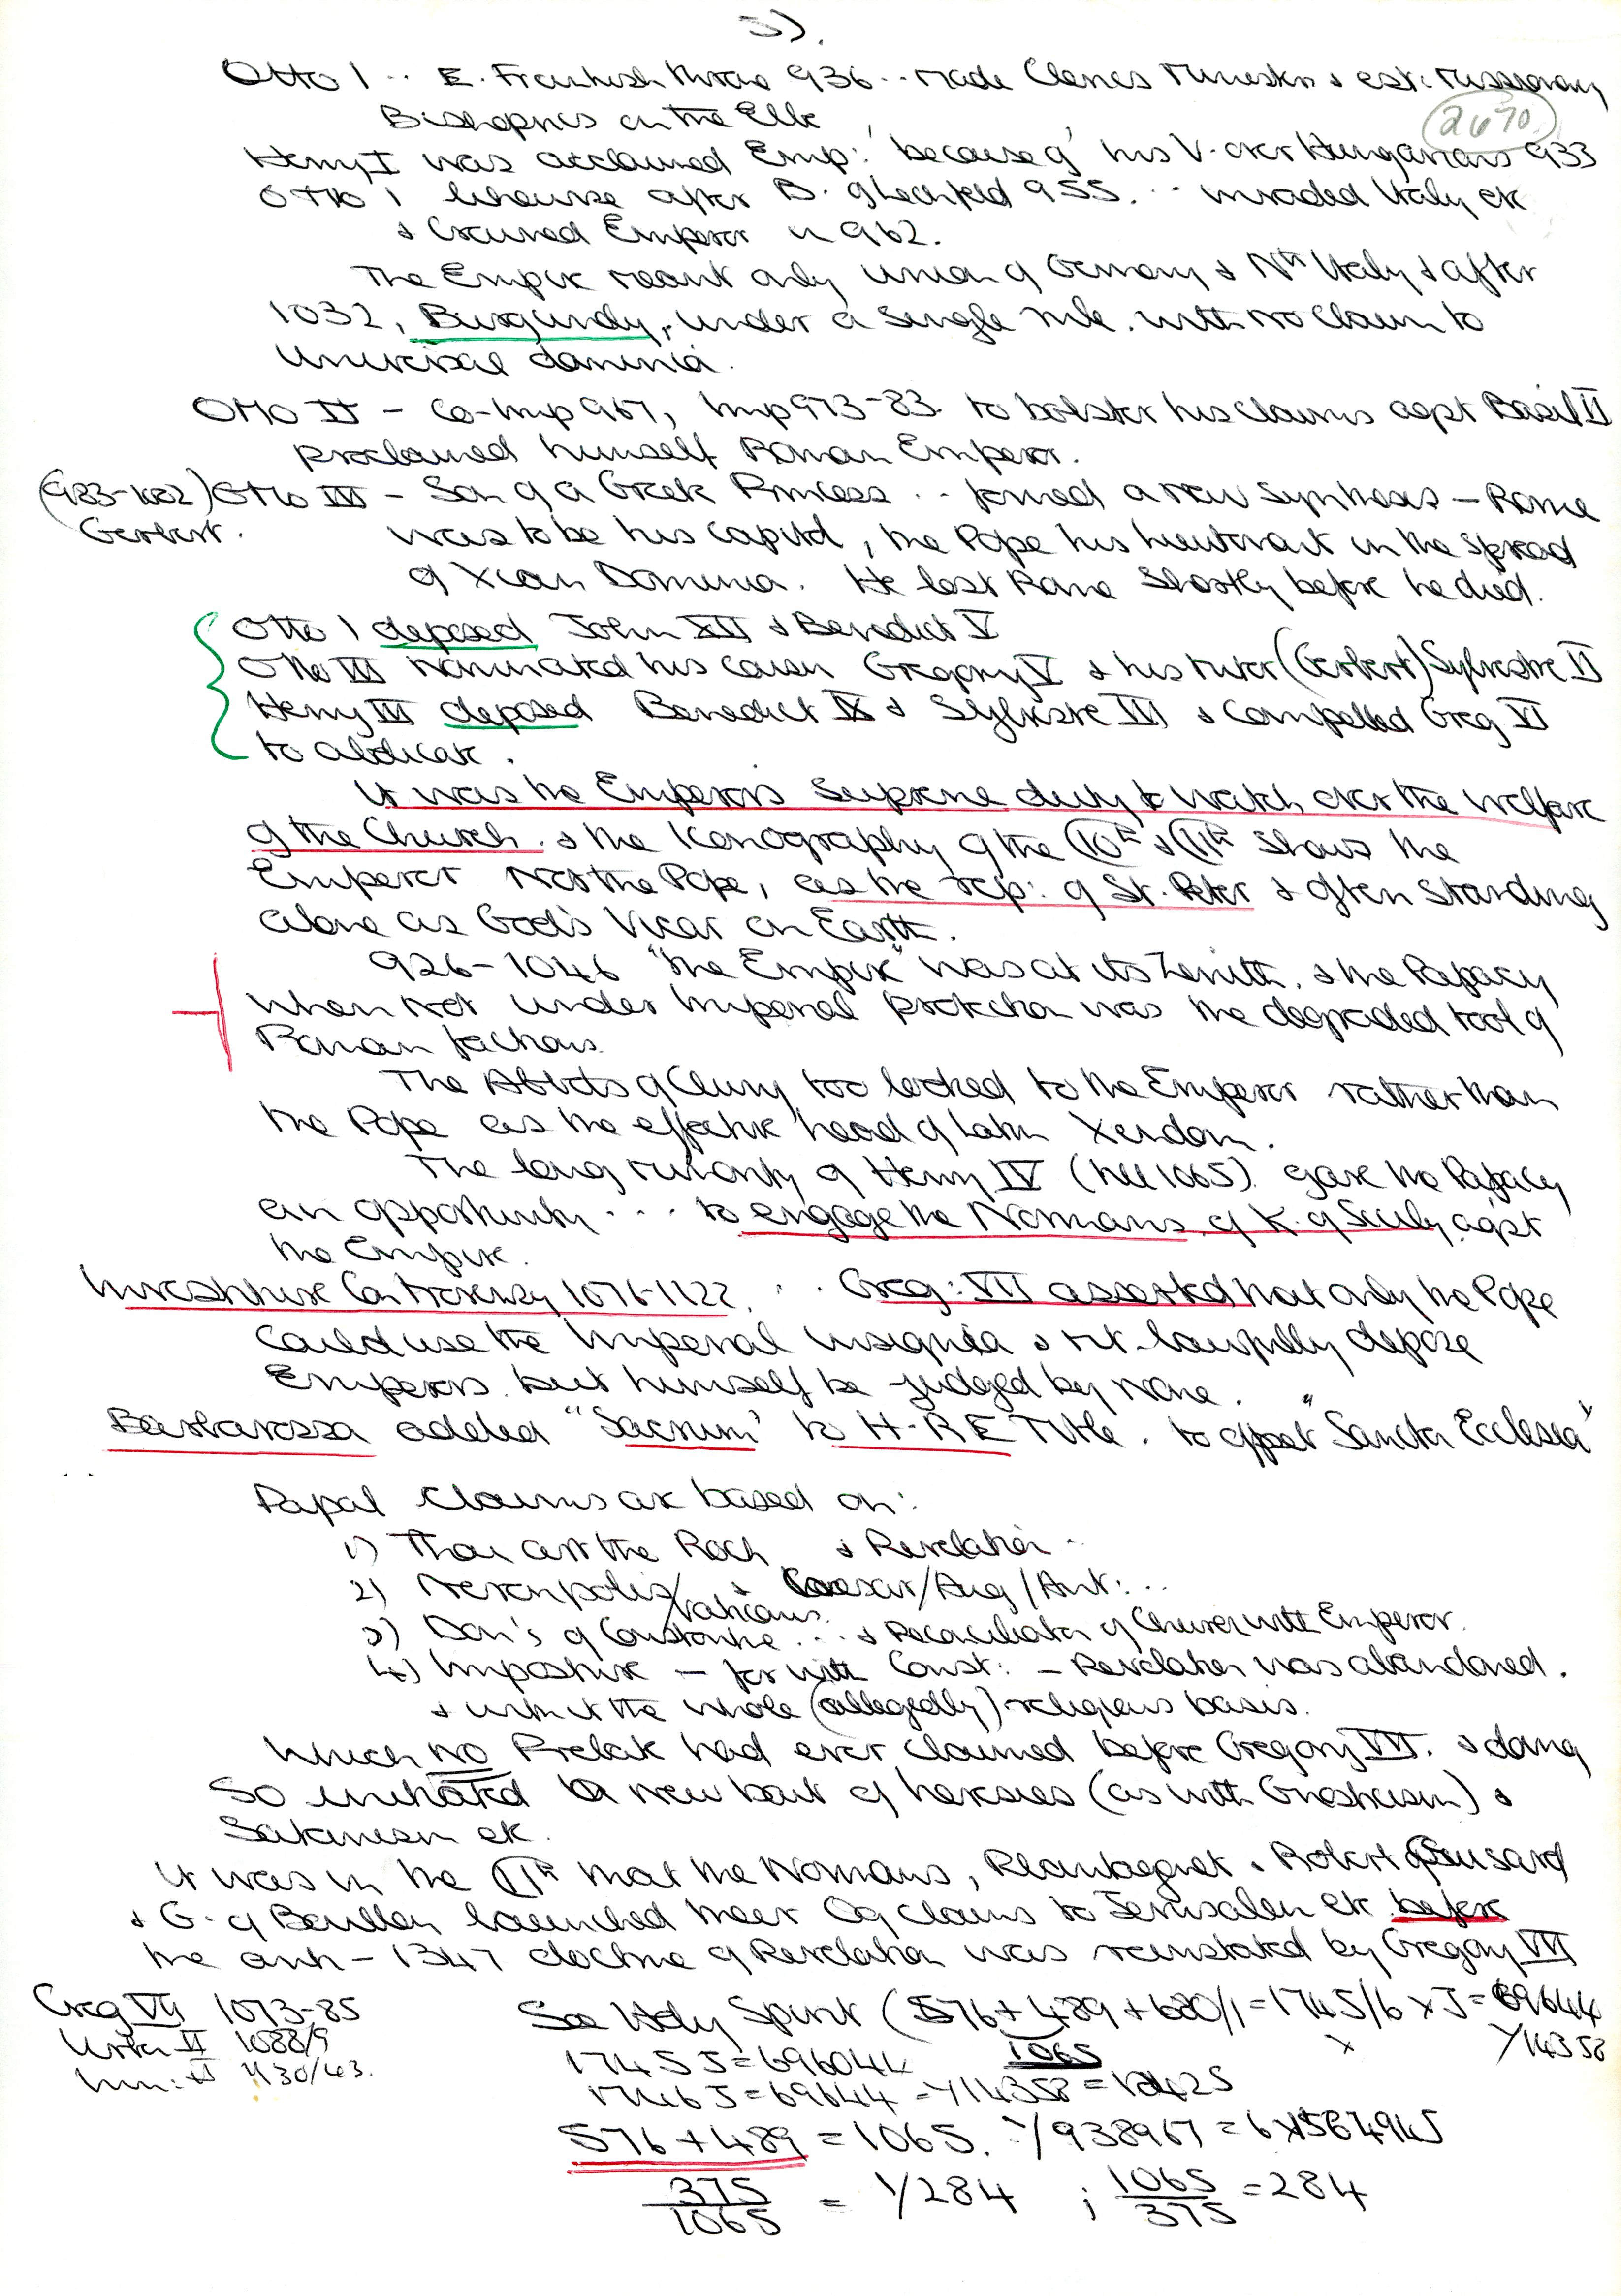 3).
Otto 1 .. E. Frankish throne 936 .. made Clerics Ministers & est: missionary
2670
Bishoprics on the Elbe
Henry I was acclaimed Emp: 'because of' his V. over Hungarians 933
Otto 1 likewise after B. of Lechfeld 955. .. invaded Italy etc
& Crowned Emperor in 962.
The Empire meant only union of Germany & Nth Italy & after
1032, Burgundy, under a single rule. with no claim to
universal dominion.
Otto II - Co-Imp 967, Imp 973-83. to bolster his claims agst Basil II
proclaimed himself Roman Emperor.
(983-1002) Otto III - Son of a Greek Princess .. formed a new synthesis - Rome
Gerbert. was to be his capital, the Pope his lieutenant in the spread
of Xian Dominion. He lost Rome shortly before he died.
Otto 1 deposed John XII & Benedict V
Otto III nominated his cousin Gregory V & his tutor (Gerbert) Sylvestre II
Henry III deposed Benedict IX & Sylvestre III & compelled Greg VI
to abdicate.
It was the Emperors supreme duty to watch over the welfare
of the Church. & the Iconography of the 10th & 11th shows the
Emperor Not the Pope, as the rep: of St. Peter & often standing
alone as God's Vicar on Earth.
926-1046 "the Empire" was at its zenith. & the Papacy
when not under Imperial protection was the degraded tool of
Roman factions.
The Abbots of Cluny too looked to the Emperor rather than
the Pope as the effective head of Latin Xendom.
The long minority of Henry IV (till 1065) gave the Papacy
an opportunity ... to engage the Normans of K. of Sicily agst
the Empire.
Investiture Controversy 1076-1122. .. Greg: VII asserted that only the Pope
could use the Imperial Insignia & lawfully depose
Emperors. but himself be judged by none.
Barbarossa added "Sacrum" to H-RE Title. to offset "Sancta Ecclesia"
Papal Claims are based on:
1) Thou art the Rock & Revelation ..
2) & Caesar/Aug/Ant: ..
3) Don's of Constantine ... & Reconciliation of Church with Emperor.
4) Imposture - for with Const: - Revelation was abandoned.
& with it the whole (allegedly) religious basis.
Which no Prelate had ever claimed before Gregory VII. & doing
so initiated a new bout of heresies (as with Gnosticism) &
Satanism etc.
It was in the 11th that the Normans, Plantagenet & Robert Guisard
& G. of Bouillon launched their claims to Jerusalem etc. before
the anti-1347 doctrine of Revelation was reinstated by Gregory VII
Greg VII 1073-85
Urban II 1088/9
Inn: II 1130/43.
See Holy Spirit (576 + 489 + 680/1 = 1745/6 x J = 69644
1065
1745 J = 696044
1746 J = 69644 = Y14358
576 + 489 = 1065.
375/1065 = 1/284 ; 1065/375 = 284